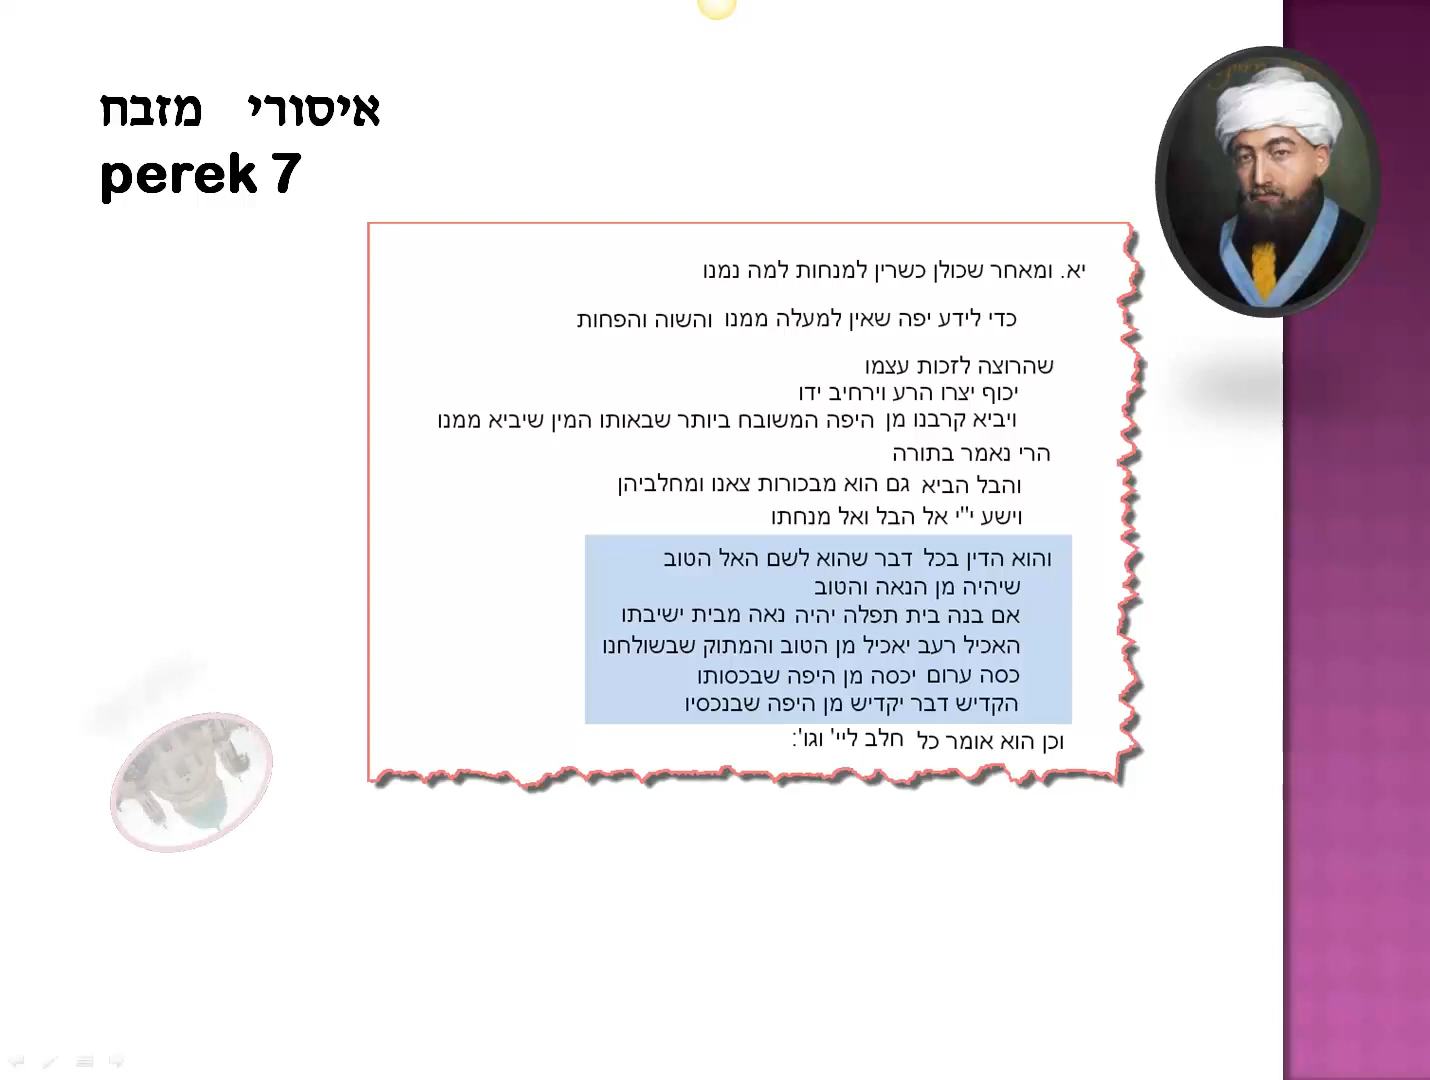 איסורי מזבח
perek 7
יא. ומאחר שכולן כשרין למנחות למה נמנו
כדי לידע יפה שאין למעלה ממנו והשוה והפחות
שהרוצה לזכות עצמו
יכוף יצרו הרע וירחיב ידו
ויביא קרבנו מן היפה המשובח ביותר שבאותו המין שיביא ממנו
הרי נאמר בתורה
והבל הביא גם הוא מבכורות צאנו ומחלביהן
וישע י"י אל הבל ואל מנחתו
והוא הדין בכל דבר שהוא לשם האל הטוב
שיהיה מן הנאה והטוב
אם בנה בית תפלה יהיה נאה מבית ישיבתו
האכיל רעב יאכיל מן הטוב והמתוק שבשולחנו
כסה ערום יכסה מן היפה שבכסותו
הקדיש דבר יקדיש מן היפה שבנכסיו
וכן הוא אומר כל חלב ליי' וגו':